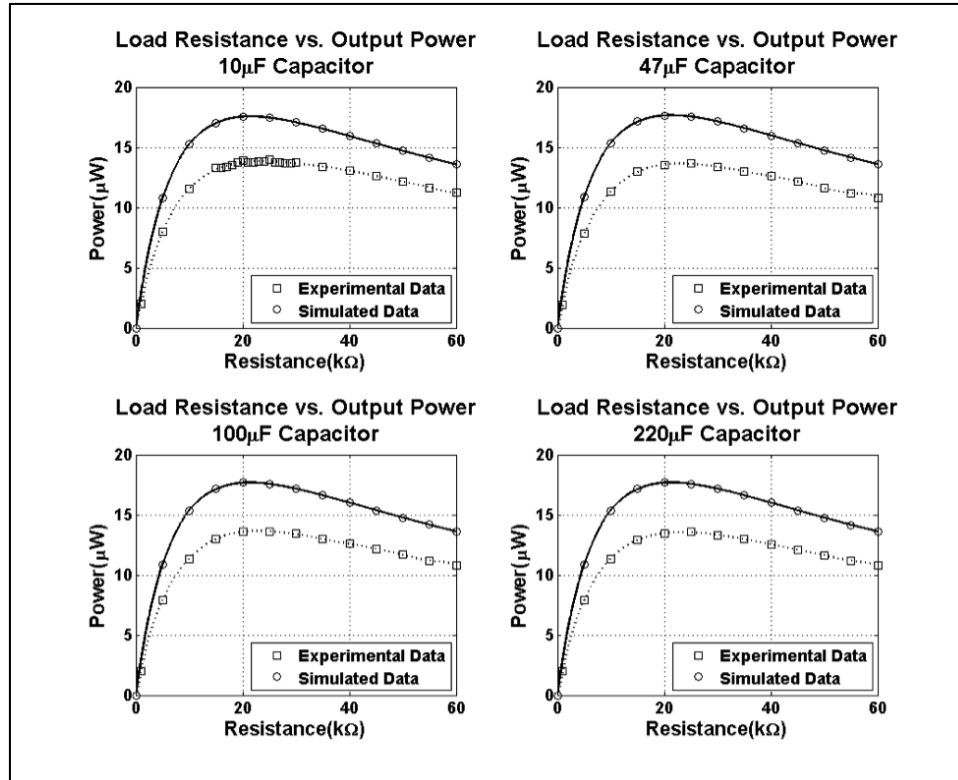 Load Resistance vs. Output Power
10μF Capacitor
20
15
10
5
0
Power(μW)
Experimental Data
Simulated Data
0
20
40
60
Resistance(kΩ)
Load Resistance vs. Output Power
47μF Capacitor
20
15
10
5
0
Power(μW)
Experimental Data
Simulated Data
0
20
40
60
Resistance(kΩ)
Load Resistance vs. Output Power
100μF Capacitor
20
15
10
5
0
Power(μW)
Experimental Data
Simulated Data
0
20
40
60
Resistance(kΩ)
Load Resistance vs. Output Power
220μF Capacitor
20
15
10
5
0
Power(μW)
Experimental Data
Simulated Data
0
20
40
60
Resistance(kΩ)